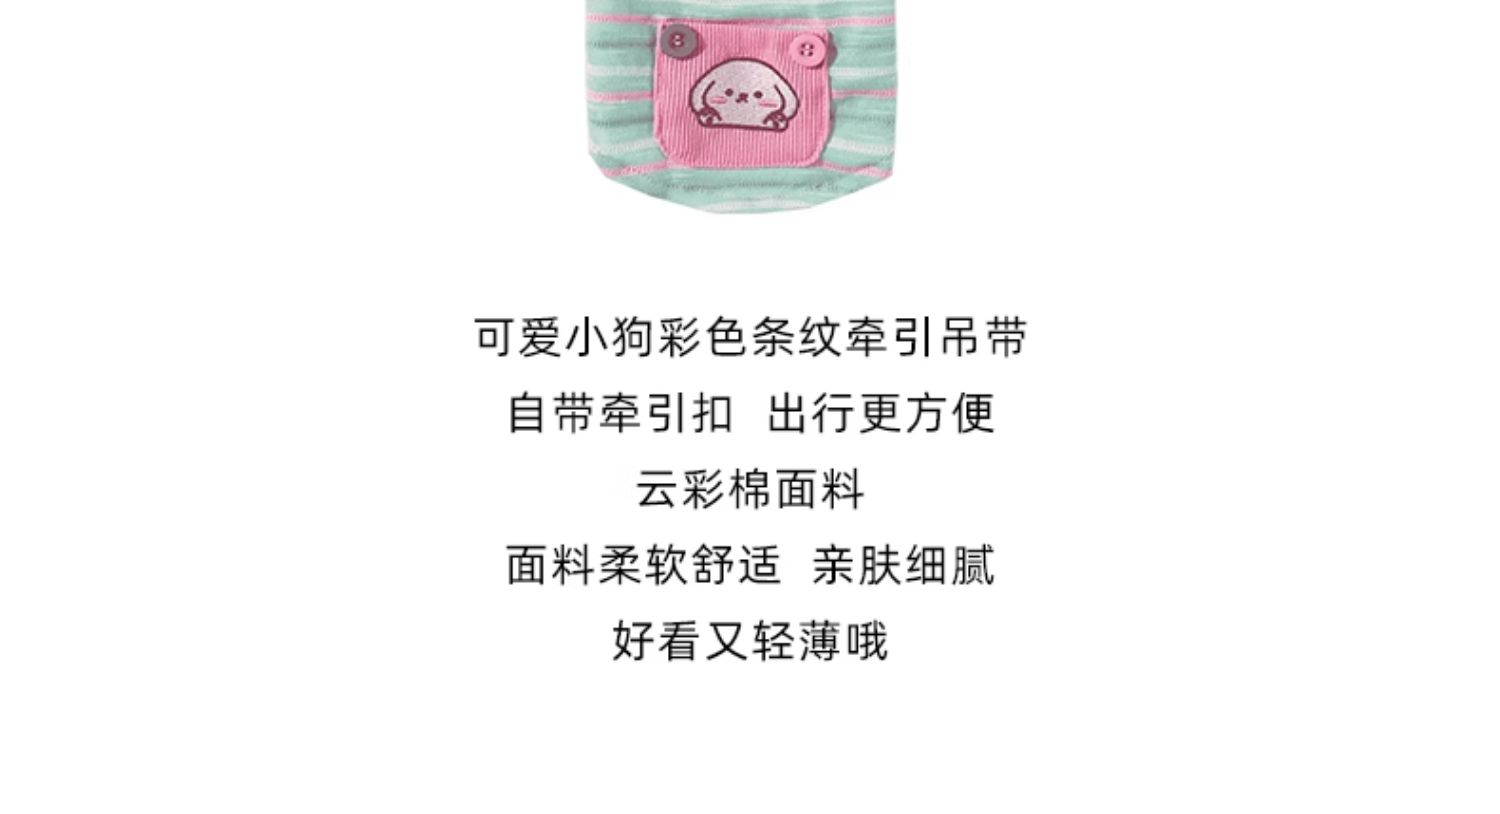 可爱小狗彩色条纹牵引吊带
自带牵引扣 出行更方便
云彩棉面料
面料柔软舒适 亲肤细腻
好看又轻薄哦